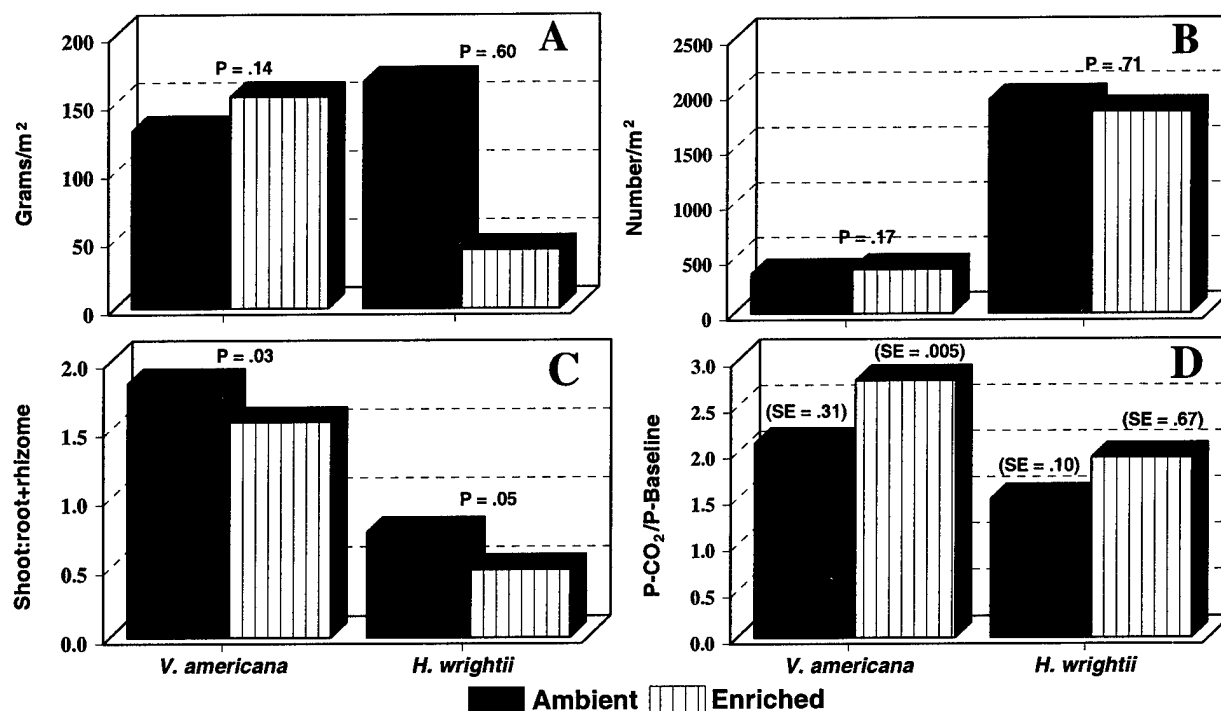 A
Grams/m²
200
150
100
50
0
P = .14
P = .60
B
Number/m²
2500
2000
1500
1000
500
0
P = .17
P = .71
C
Shoot:root+rhizome
2.0
1.5
1.0
0.5
0.0
P = .03
P = .05
V. americana
H. wrightii
D
P-CO₂/P-Baseline
3.0
2.5
2.0
1.5
1.0
0.5
0.0
(SE = .31)
(SE = .005)
(SE = .10)
(SE = .67)
V. americana
H. wrightii
Ambient
Enriched